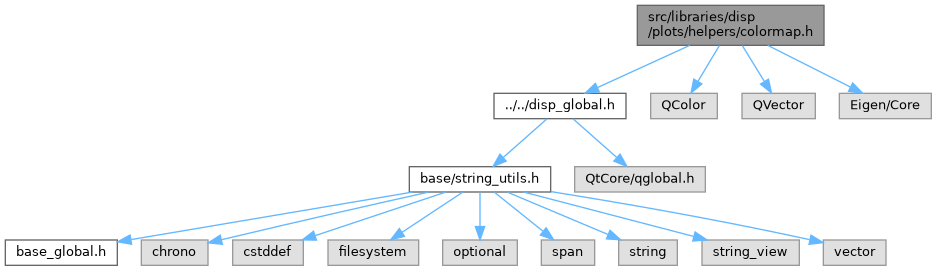 src/libraries/disp
/plots/helpers/colormap.h
../../disp_global.h
QColor
QVector
Eigen/Core
base/string_utils.h
QtCore/qglobal.h
base_global.h
chrono
cstddef
filesystem
optional
span
string
string_view
vector